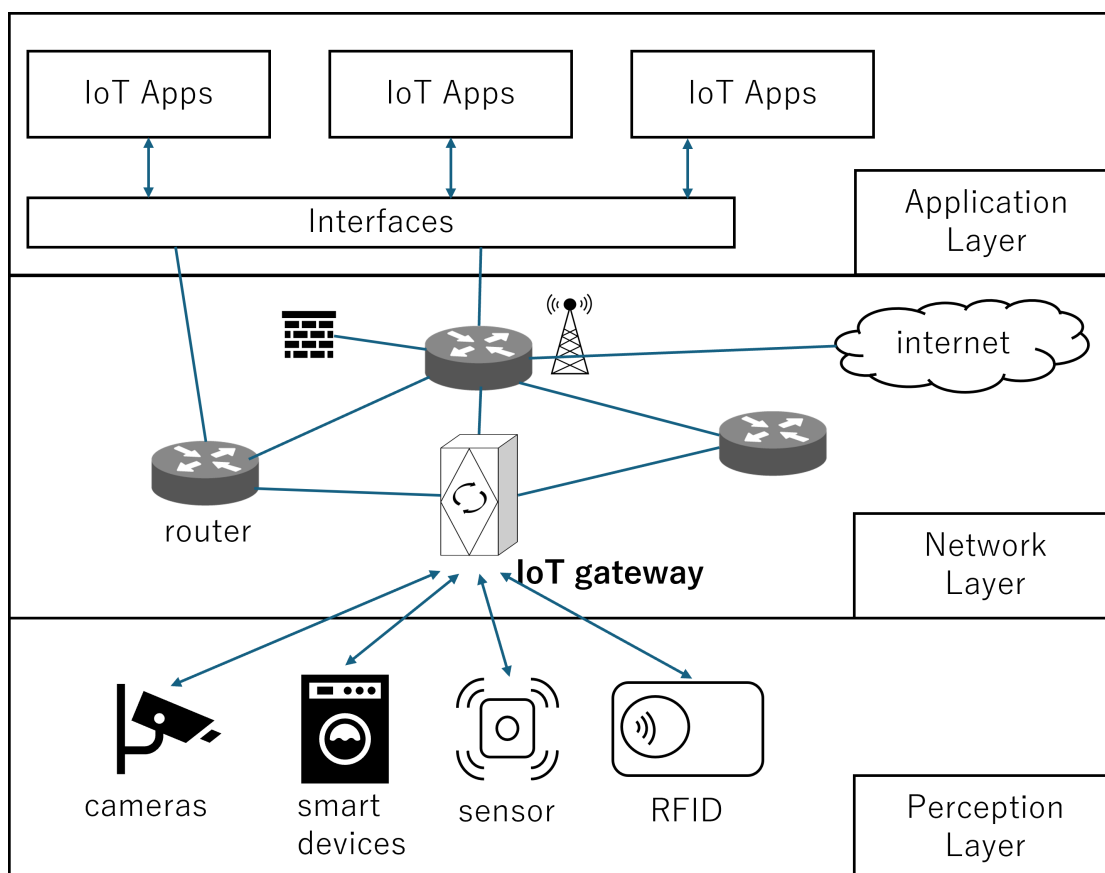 IoT Apps
IoT Apps
IoT Apps
Interfaces
Application
Layer
internet
router
IoT gateway
Network
Layer
cameras
smart
devices
sensor
RFID
Perception
Layer